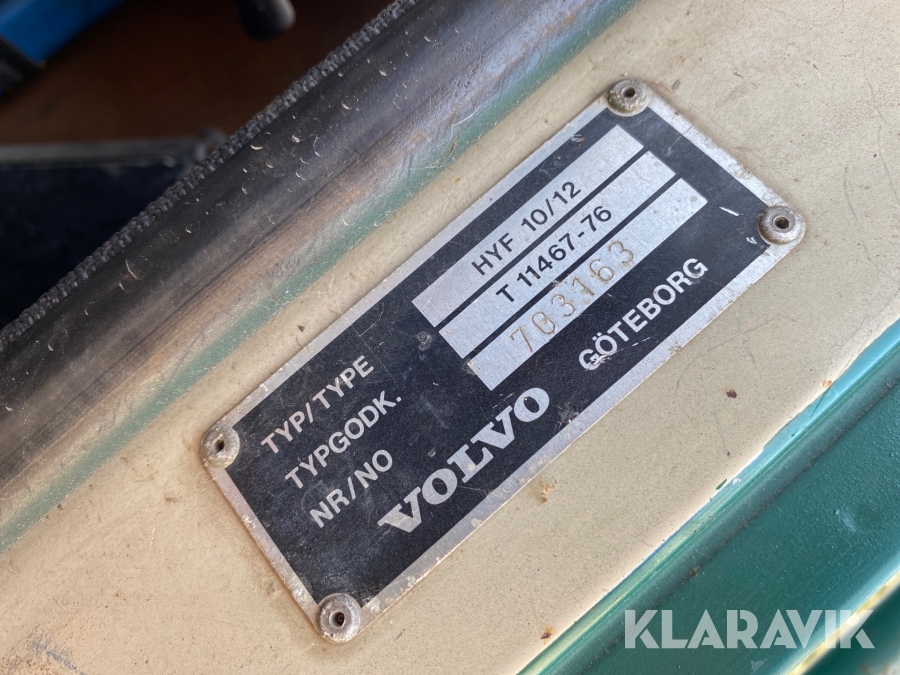 TYP/TYPE HYF 10/12
TYPGODK. T 11467-76
NR/NO 703163
VOLVO GÖTEBORG
KLARAVIK